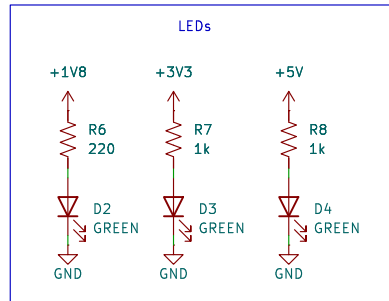 LEDs
+1V8
+3V3
+5V
R6
220
R7
1k
R8
1k
D2
GREEN
D3
GREEN
D4
GREEN
GND
GND
GND